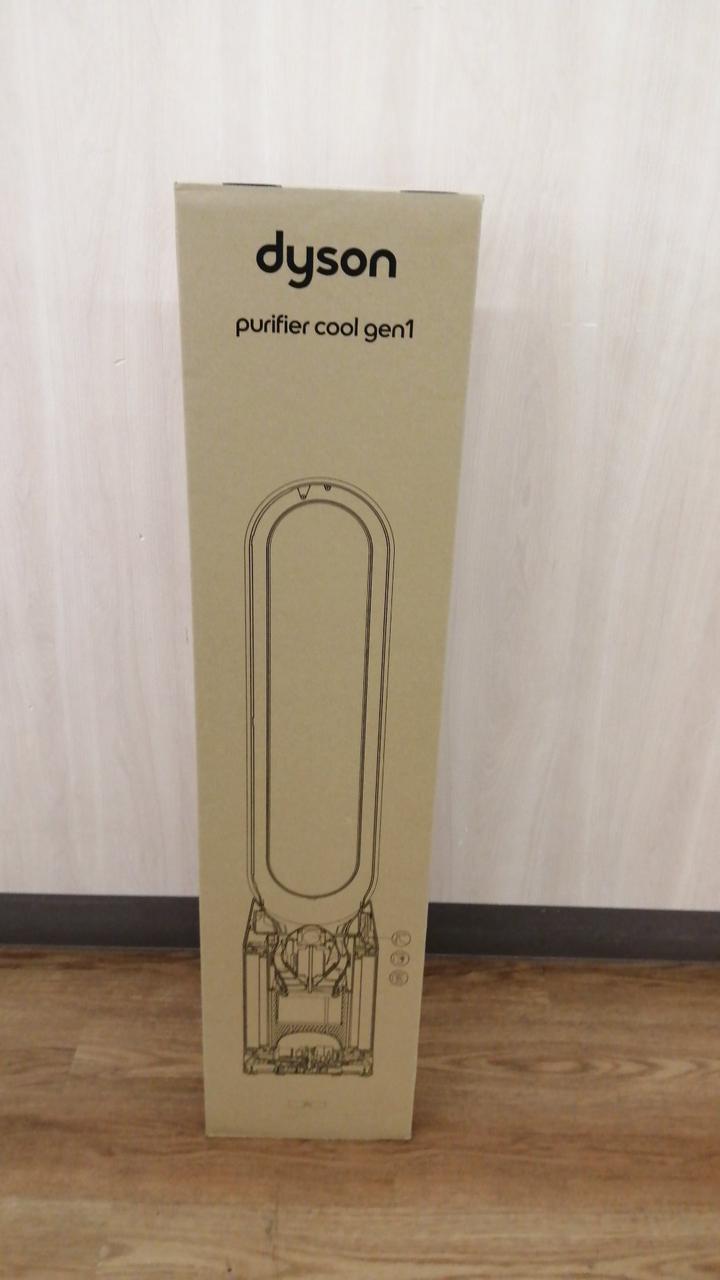 dyson
purifier cool gen1